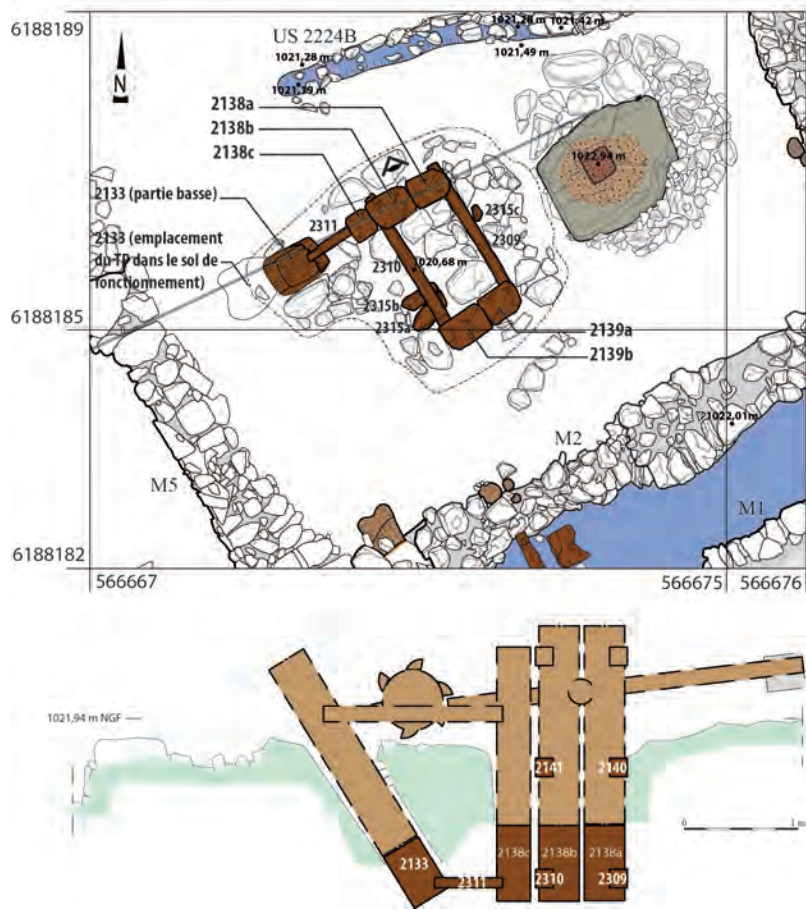 6188189
US 2224B
1021,28 m
1021,42 m
1021,28 m
1021,49 m
1021,19 m
N
2138a
2138b
2138c
1022,94 m
2133 (partie basse)
2311
2315c
2309
2133 (emplacement
du TP dans le sol de
fonctionnement)
2310
1020,68 m
2315b
6188185
2315a
2139a
2139b
1022,01m
M2
M5
M1
6188182
566667
566675
566676
1021,94 m NGF
2141
2140
0
1 m
2138c
2138b
2138a
2133
2311
2310
2309